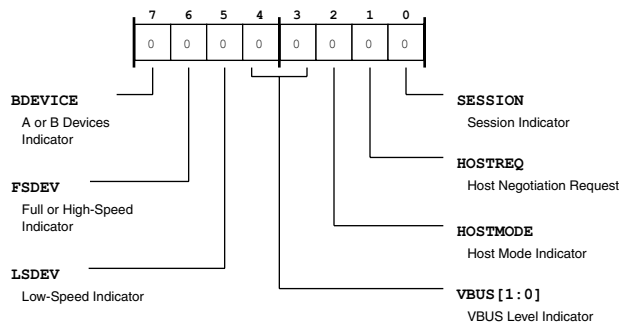 7 6 5 4 3 2 1 0
0 0 0 0 0 0 0 0
BDEVICE
A or B Devices
Indicator
FSDEV
Full or High-Speed
Indicator
LSDEV
Low-Speed Indicator
SESSION
Session Indicator
HOSTREQ
Host Negotiation Request
HOSTMODE
Host Mode Indicator
VBUS[1:0]
VBUS Level Indicator